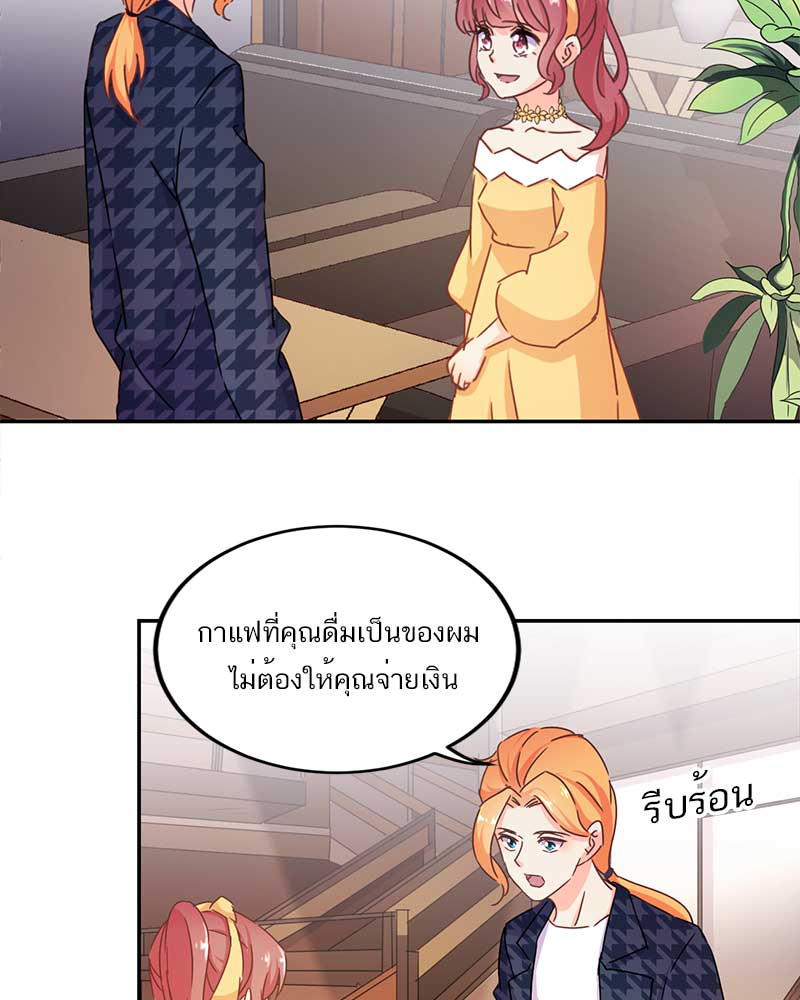 กาแฟที่คุณดื่มเป็นของผม
ไม่ต้องให้คุณจ่ายเงิน
รีบร้อน